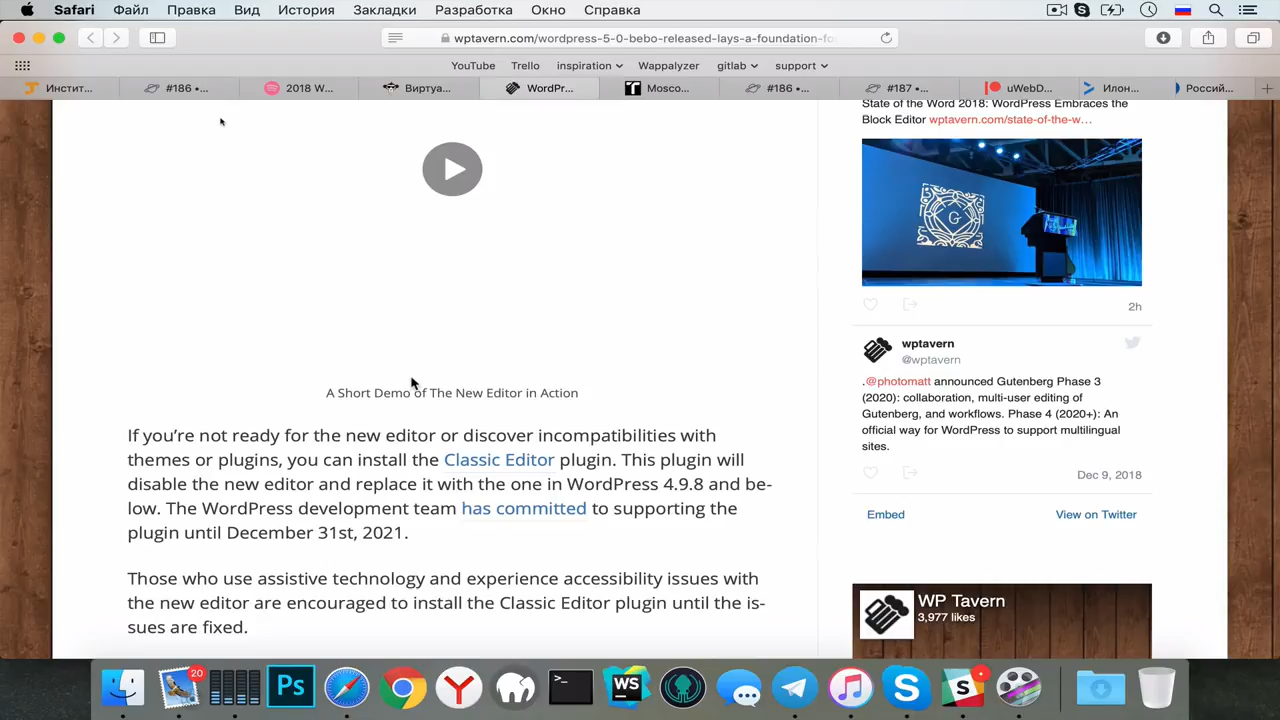 Safari Файл Правка Вид История Закладки Разработка Окно Справка
wptavern.com/wordpress-5-0-bebo-released-lays-a-foundation-fo
YouTube Trello inspiration Wappalyzer gitlab support
Инстит... #186 •... 2018 W... Виртуа... WordPr... Mosco... #186 •... #187 •... uWebD... Илон... Россий...
A Short Demo of The New Editor in Action
If you’re not ready for the new editor or discover incompatibilities with
themes or plugins, you can install the Classic Editor plugin. This plugin will
disable the new editor and replace it with the one in WordPress 4.9.8 and be-
low. The WordPress development team has committed to supporting the
plugin until December 31st, 2021.
Those who use assistive technology and experience accessibility issues with
the new editor are encouraged to install the Classic Editor plugin until the is-
sues are fixed.
State of the Word 2018: WordPress Embraces the
Block Editor wptavern.com/state-of-the-w...
G
2h
wptavern
@wptavern
.@photomatt announced Gutenberg Phase 3
(2020): collaboration, multi-user editing of
Gutenberg, and workflows. Phase 4 (2020+): An
official way for WordPress to support multilingual
sites.
Dec 9, 2018
Embed View on Twitter
WP Tavern
3,977 likes
20
Ps
WS